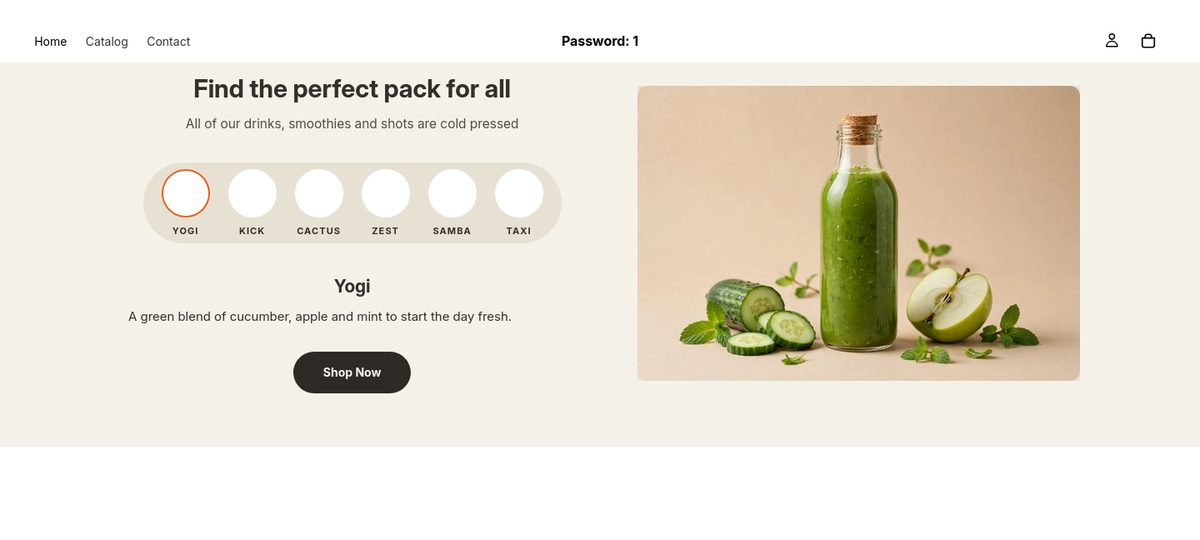 Home
Catalog
Contact
Password: 1
Find the perfect pack for all
All of our drinks, smoothies and shots are cold pressed
YOGI
KICK
CACTUS
ZEST
SAMBA
TAXI
Yogi
A green blend of cucumber, apple and mint to start the day fresh.
Shop Now